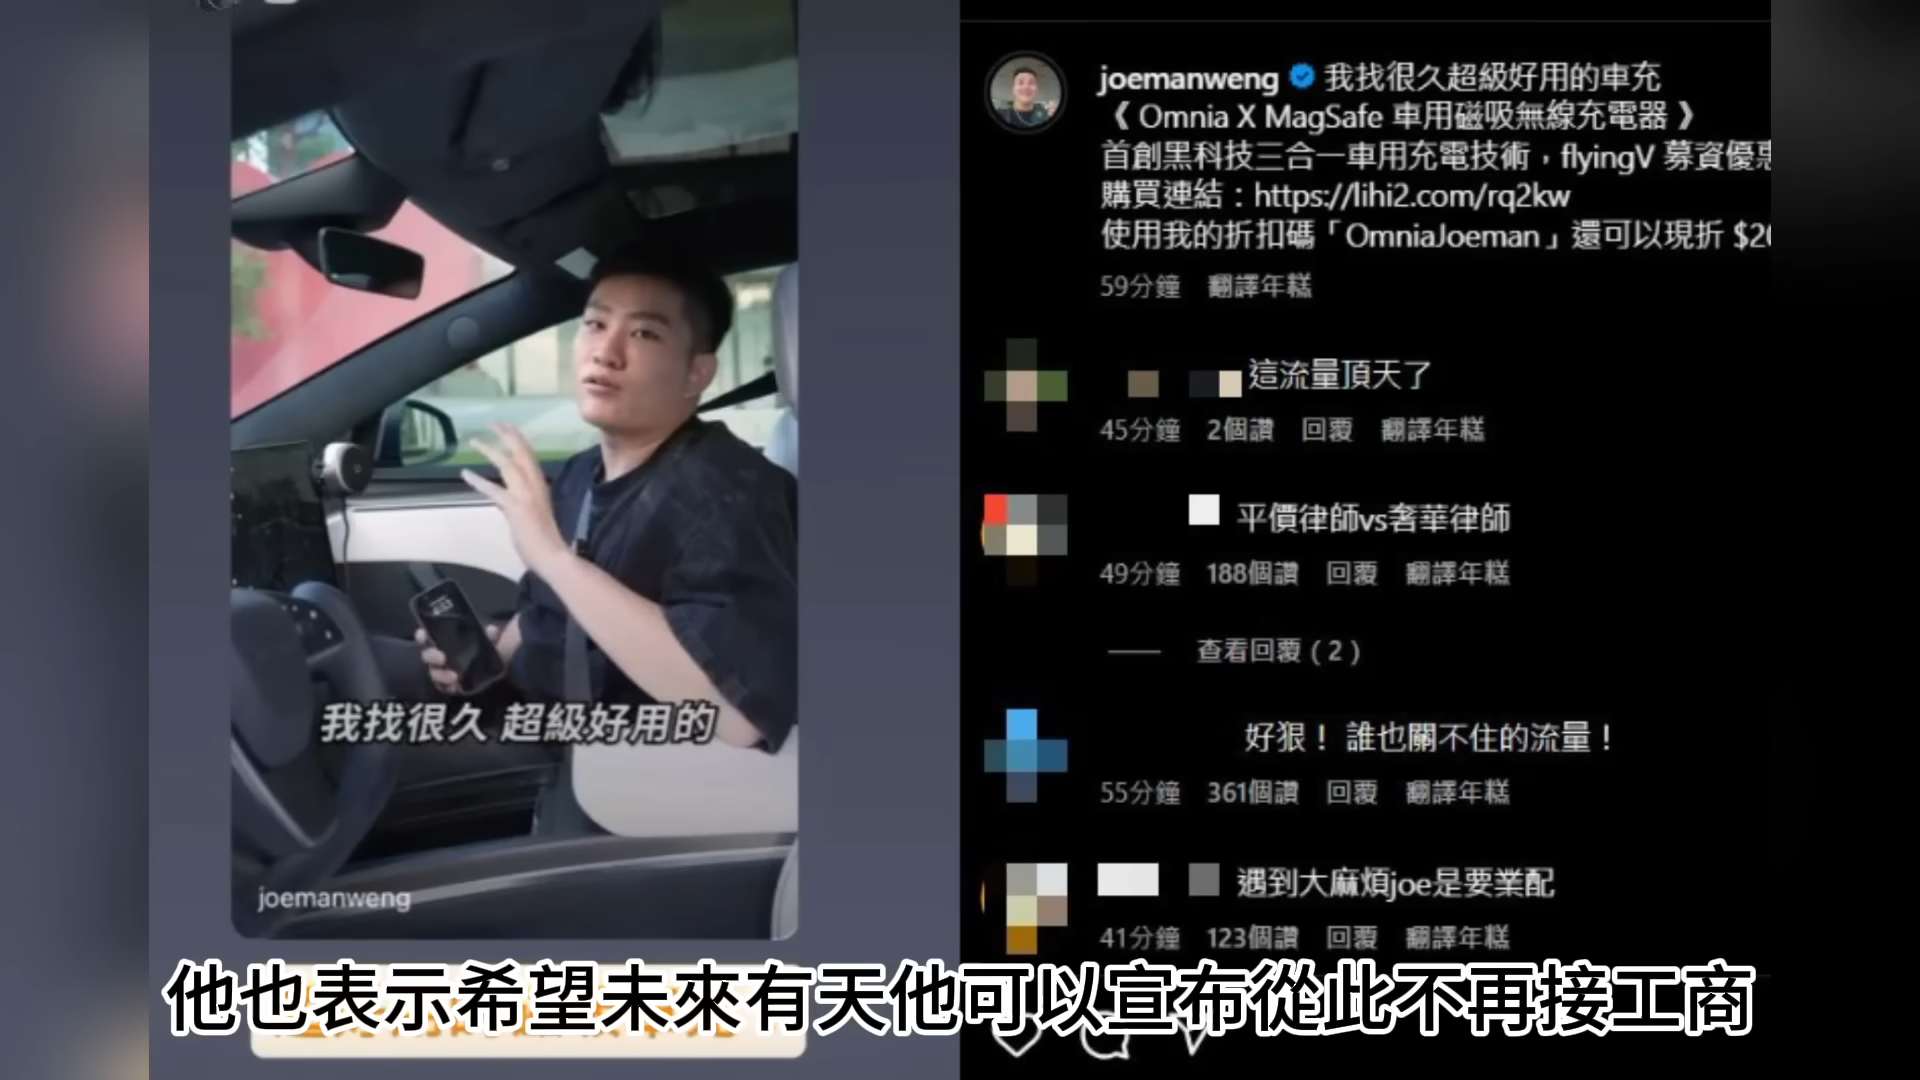 joemanweng 我找很久超級好用的車充
《 Omnia X MagSafe 車用磁吸無線充電器 》
首創黑科技三合一車用充電技術，flyingV 募資優惠
購買連結：https://lihi2.com/rq2kw
使用我的折扣碼「OmniaJoeman」還可以現折 $20
59分鐘 翻譯年糕
這流量頂天了
45分鐘 2個讚 回覆 翻譯年糕
平價律師vs奢華律師
49分鐘 188個讚 回覆 翻譯年糕
查看回覆（2）
好狠！ 誰也關不住的流量！
55分鐘 361個讚 回覆 翻譯年糕
遇到大麻煩joe是要業配
41分鐘 123個讚 回覆 翻譯年糕
我找很久 超級好用的
joemanweng
他也表示希望未來有天他可以宣布從此不再接工商